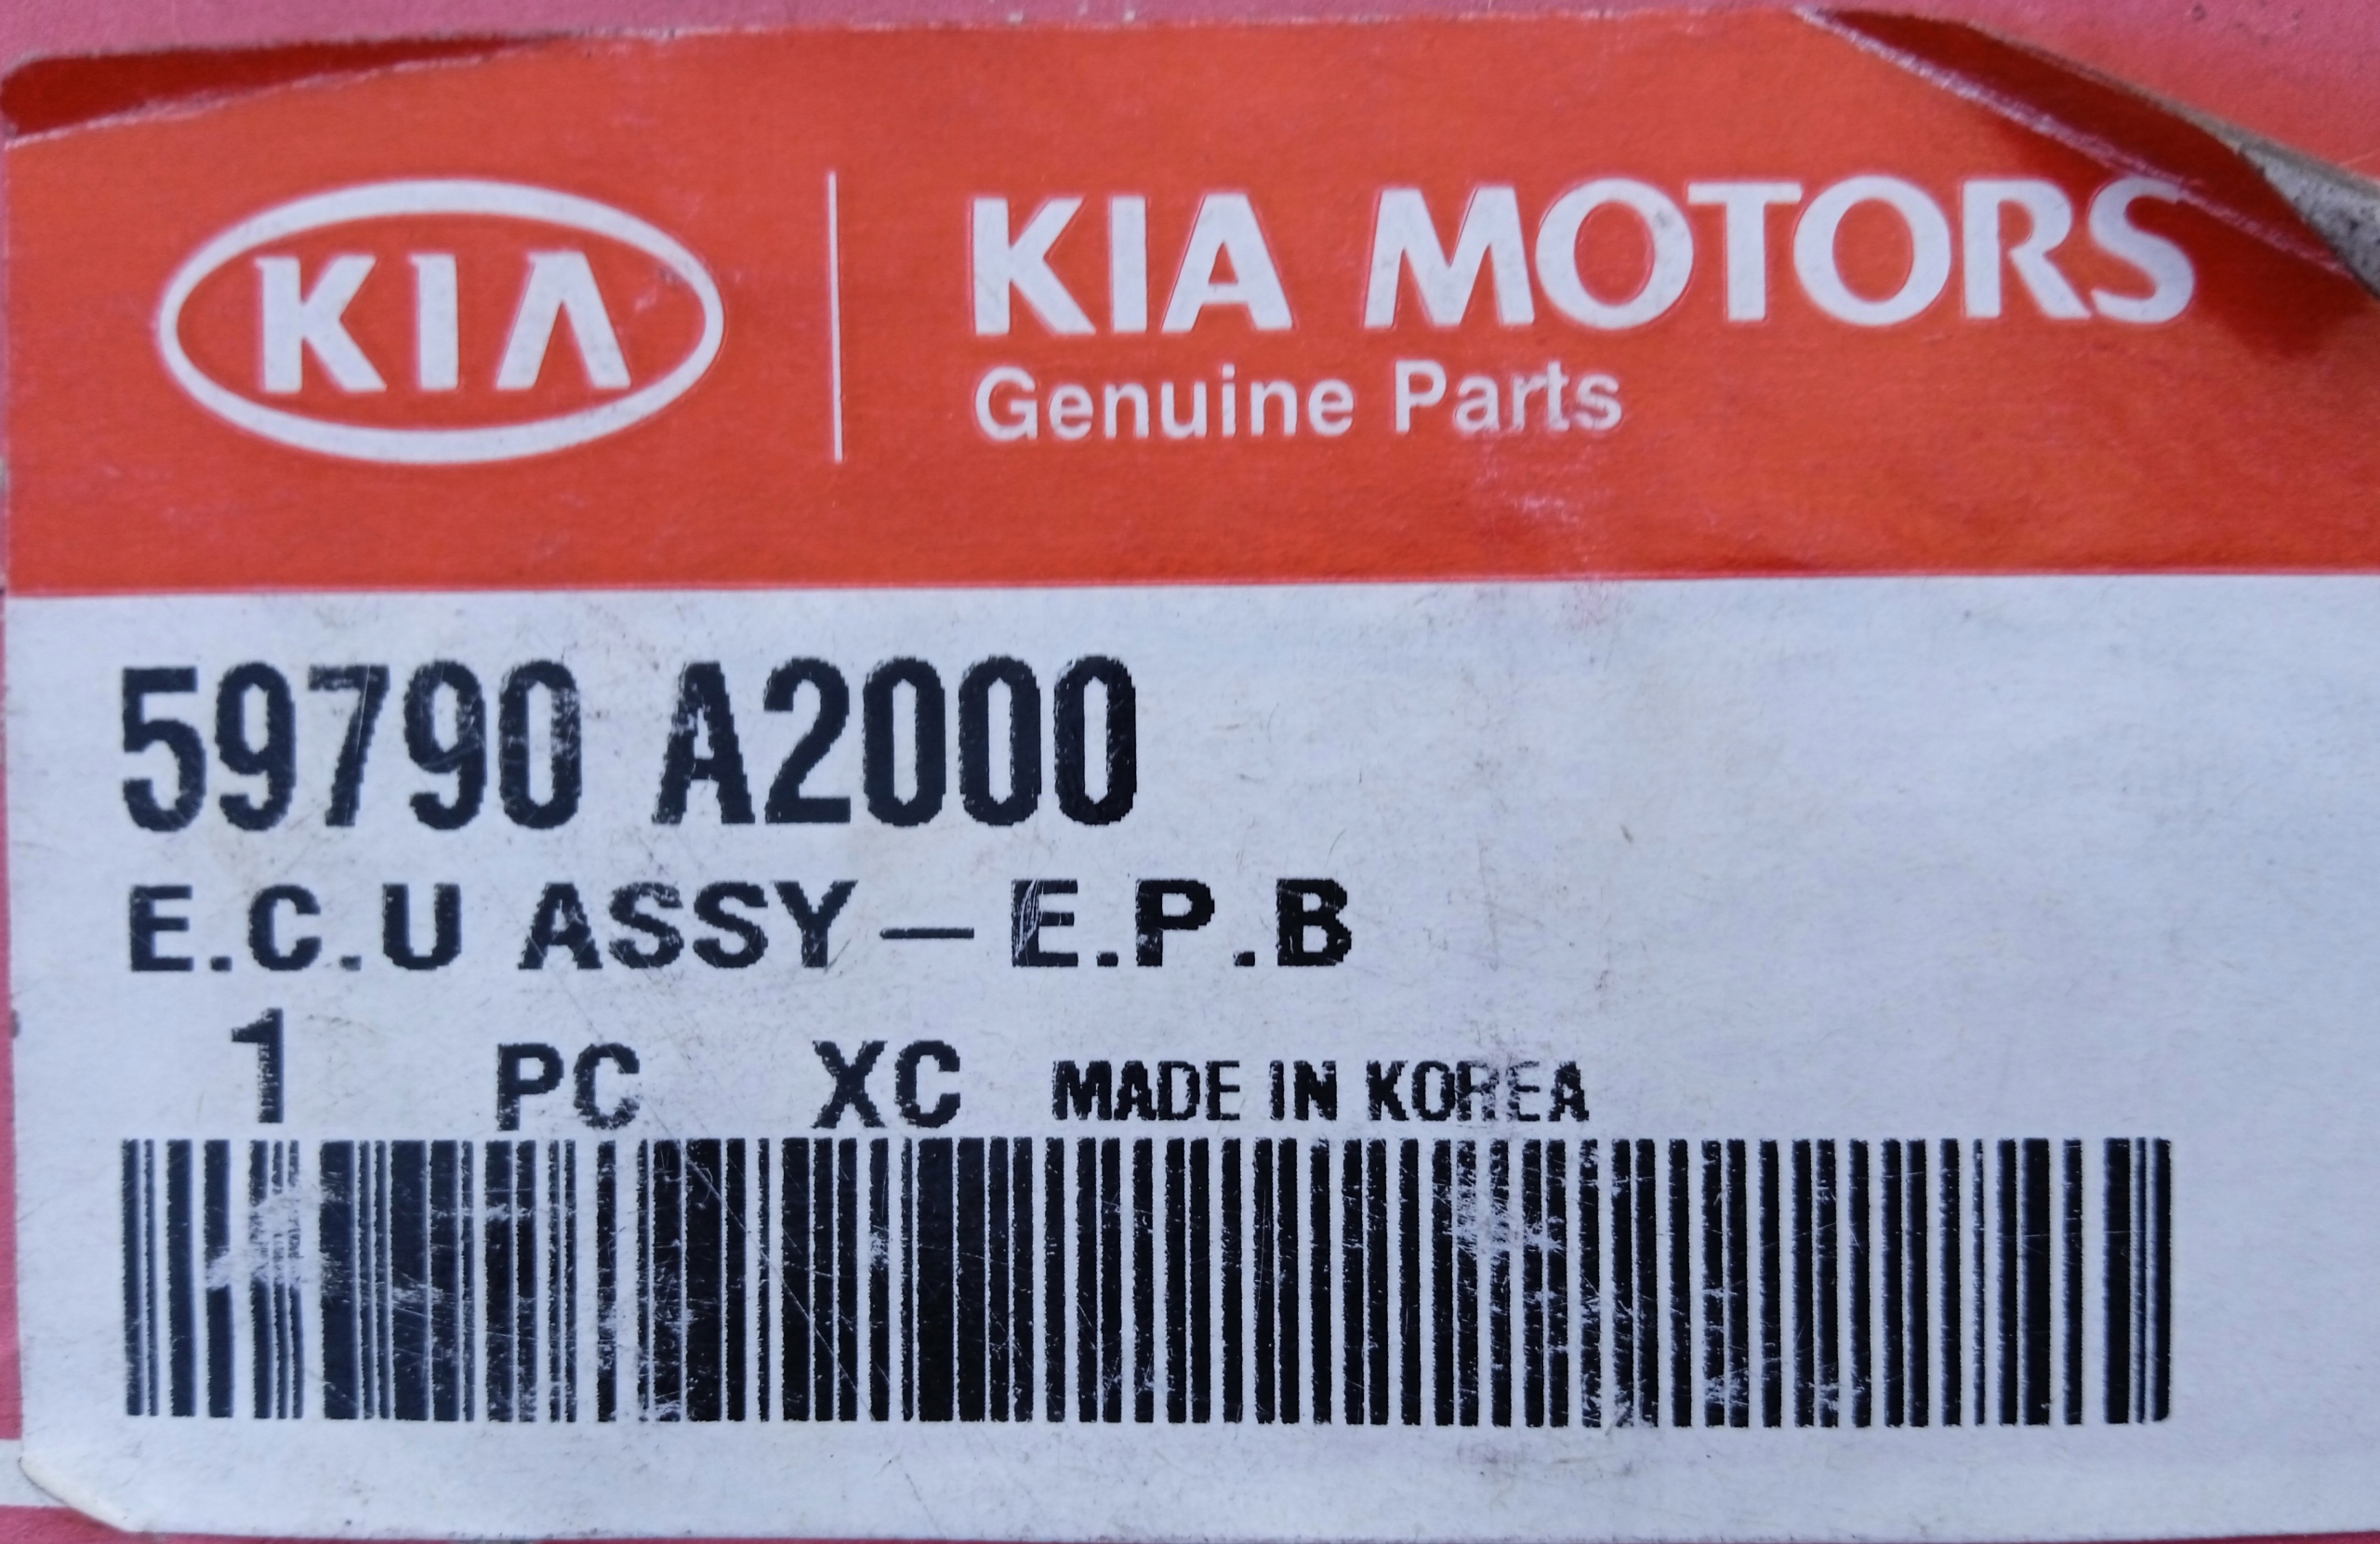 KIA
KIA MOTORS
Genuine Parts
59790 A2000
E.C.U ASSY-E.P.B
1 PC XC MADE IN KOREA